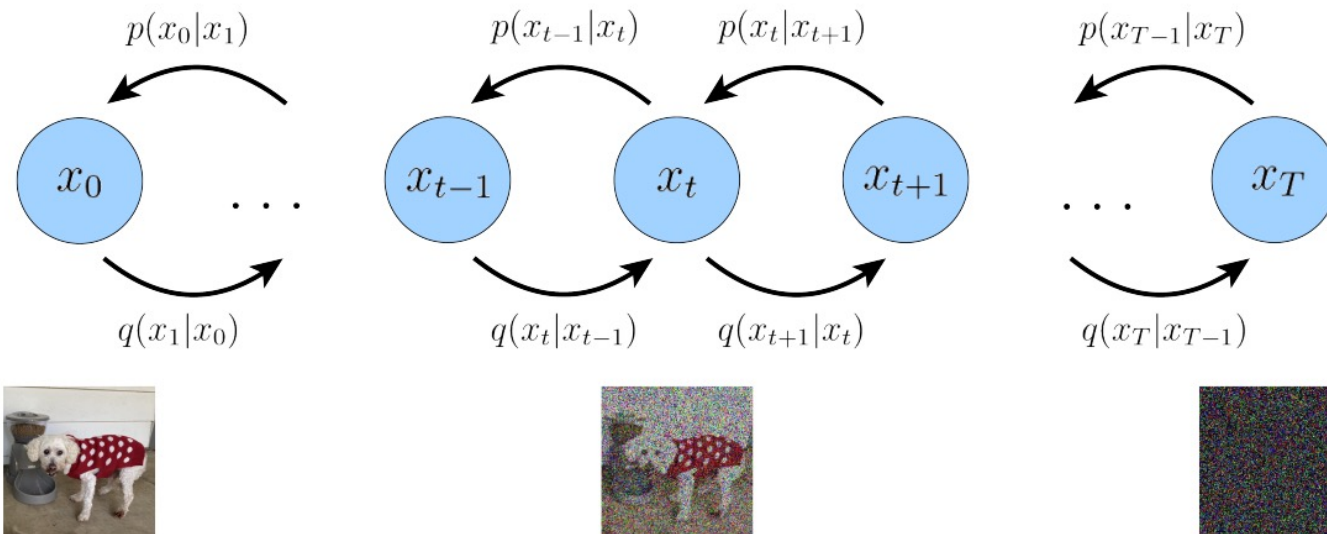 p(x_0|x_1) p(x_{t-1}|x_t) p(x_t|x_{t+1}) p(x_{T-1}|x_T)
x_0 . . . x_{t-1} x_t x_{t+1} . . . x_T
q(x_1|x_0) q(x_t|x_{t-1}) q(x_{t+1}|x_t) q(x_T|x_{T-1})